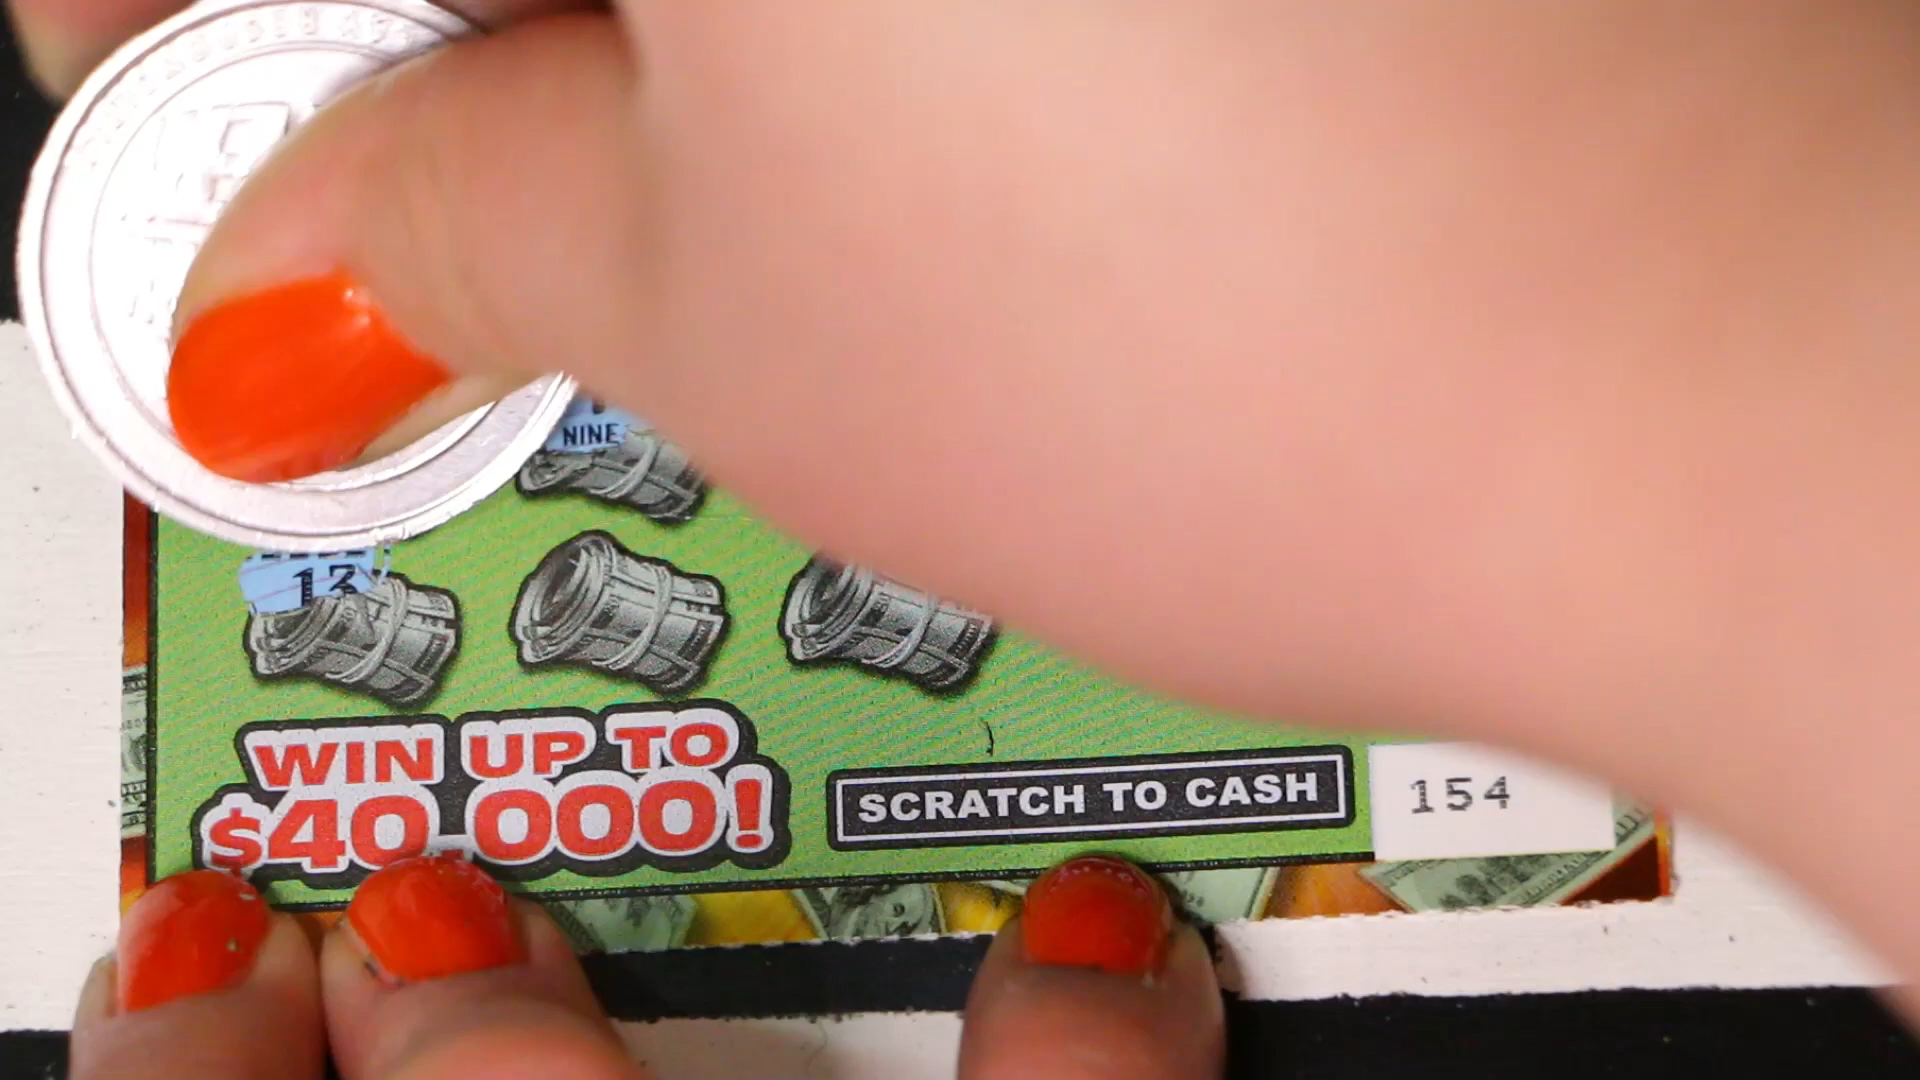 NINE
13
WIN UP TO
$40,000!
SCRATCH TO CASH
154